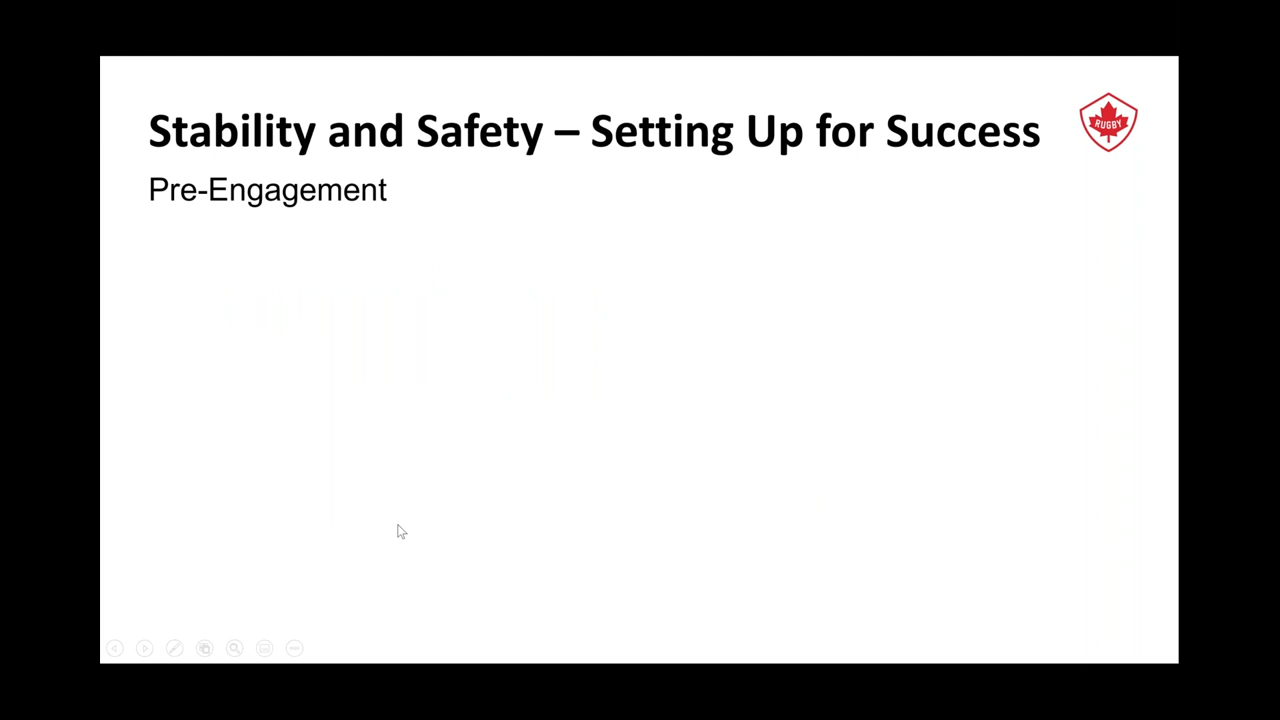 Stability and Safety – Setting Up for Success
RUGBY
Pre-Engagement